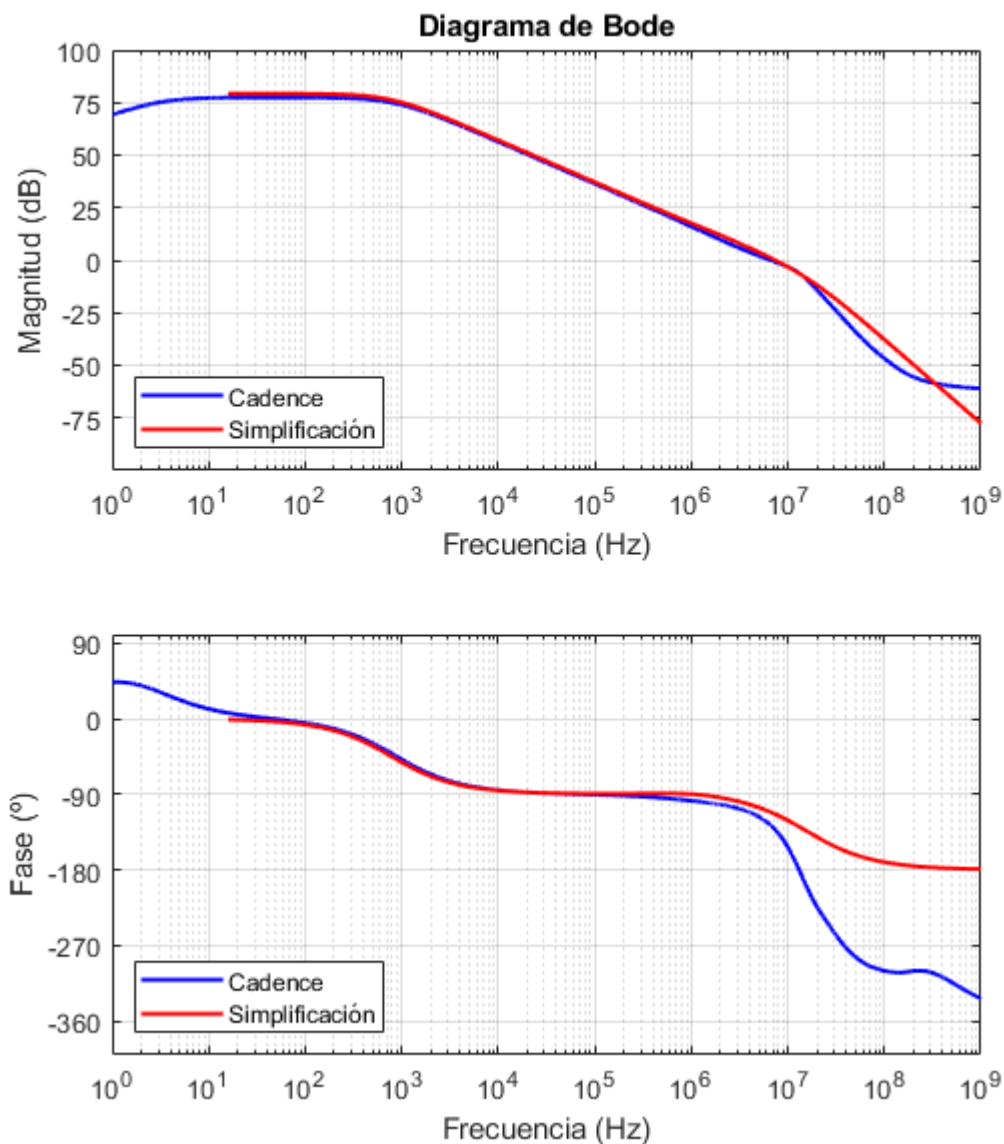 Diagrama de Bode
100
75
50
25
0
-25
-50
-75
Magnitud (dB)
Cadence
Simplificación
10^0 10^1 10^2 10^3 10^4 10^5 10^6 10^7 10^8 10^9
Frecuencia (Hz)
90
0
-90
-180
-270
-360
Fase (º)
Cadence
Simplificación
10^0 10^1 10^2 10^3 10^4 10^5 10^6 10^7 10^8 10^9
Frecuencia (Hz)